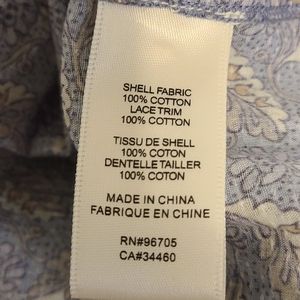 SHELL FABRIC
100% COTTON
LACE TRIM
100% COTTON
TISSU DE SHELL
100% COTON
DENTELLE TAILLER
100% COTON
MADE IN CHINA
FABRIQUE EN CHINE
RN#96705
CA#34460